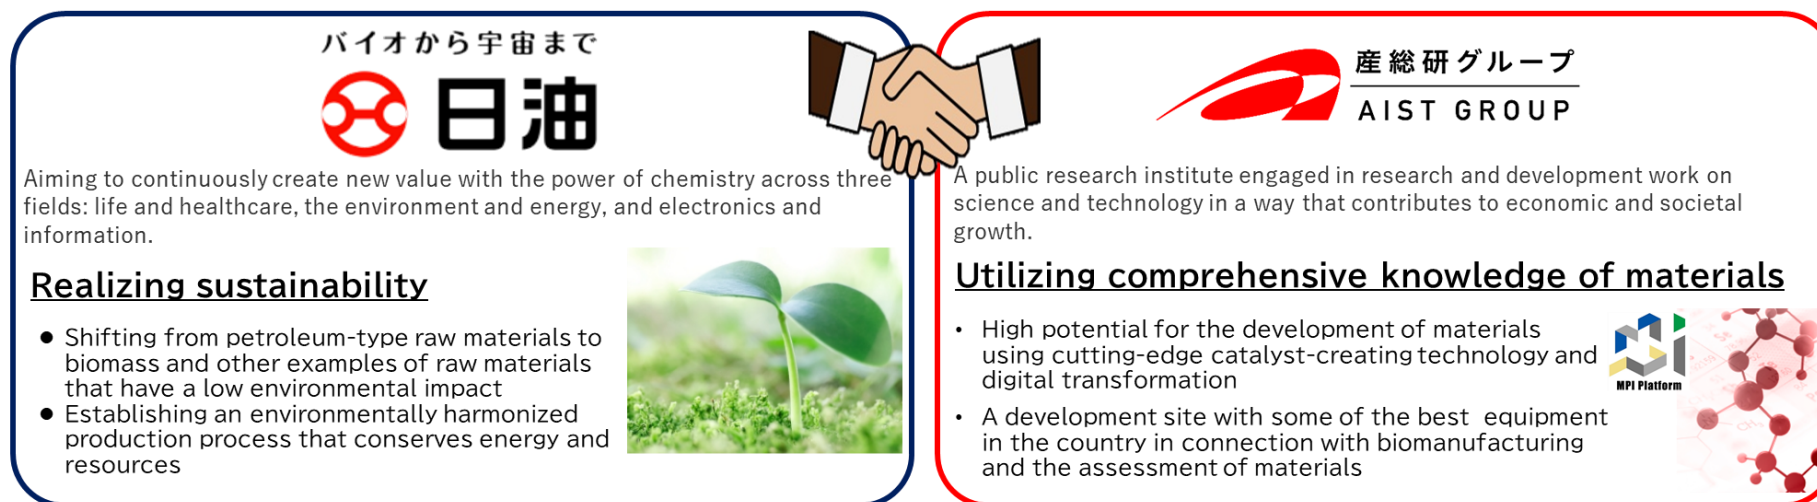 バイオから宇宙まで
日油
Aiming to continuously create new value with the power of chemistry across three
fields: life and healthcare, the environment and energy, and electronics and
information.
Realizing sustainability
● Shifting from petroleum-type raw materials to
biomass and other examples of raw materials
that have a low environmental impact
● Establishing an environmentally harmonized
production process that conserves energy and
resources
産総研グループ
AIST GROUP
A public research institute engaged in research and development work on
science and technology in a way that contributes to economic and societal
growth.
Utilizing comprehensive knowledge of materials
• High potential for the development of materials
using cutting-edge catalyst-creating technology and
digital transformation
• A development site with some of the best equipment
in the country in connection with biomanufacturing
and the assessment of materials
MPI Platform